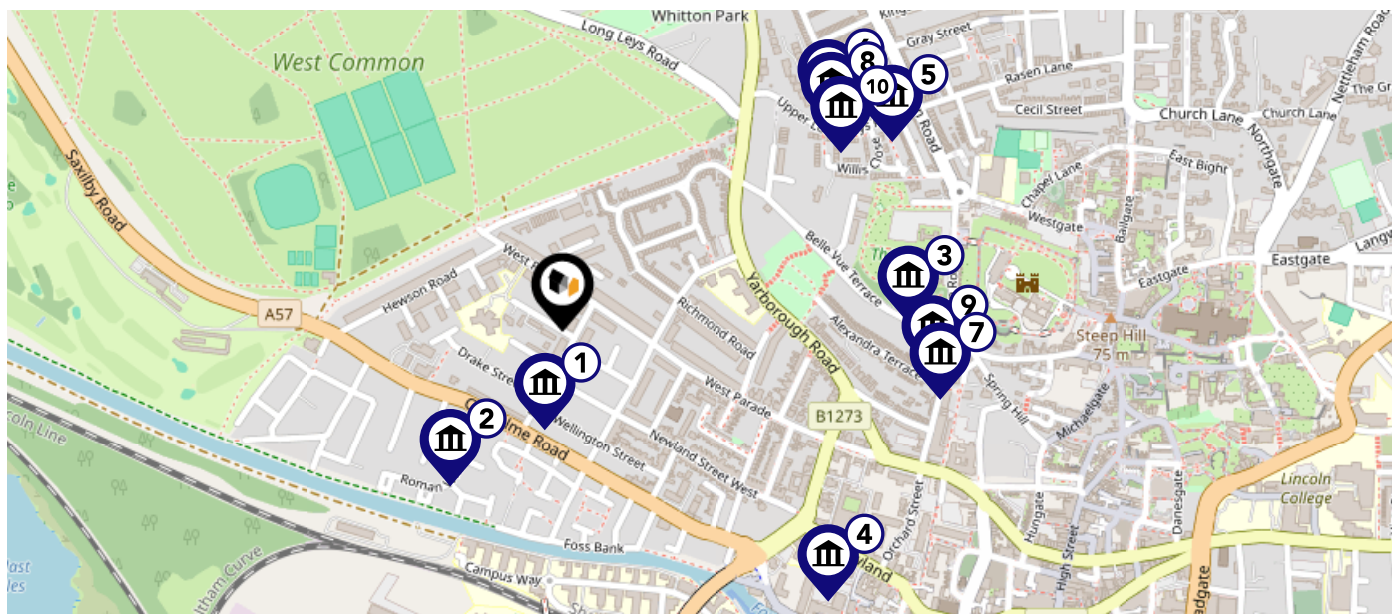 Whitton Park
Long Leys Road
Gray Street
Nettleham Road
West Common
8
10
5
Rasen Lane
Cecil Street
Church Lane
Church Lane
Northgate
East Bight
Willis
Close
Chapel Lane
Westgate
Bailgate
Saxilby Road
Eastgate
Eastgate
Belle Vue Terrace
3
Hewson Road
A57
Yarborough Road
Richmond Road
Alexandra Terrace
9
7
Steep Hill
75 m
1
Drake
West Parade
Spring Hill
Michaelgate
B1273
2
Wellington Street
Newland Street West
Roman
Lincoln
College
Danesgate
Hungate
High Street
Orchard Street
4
Foss Bank
Campus Way